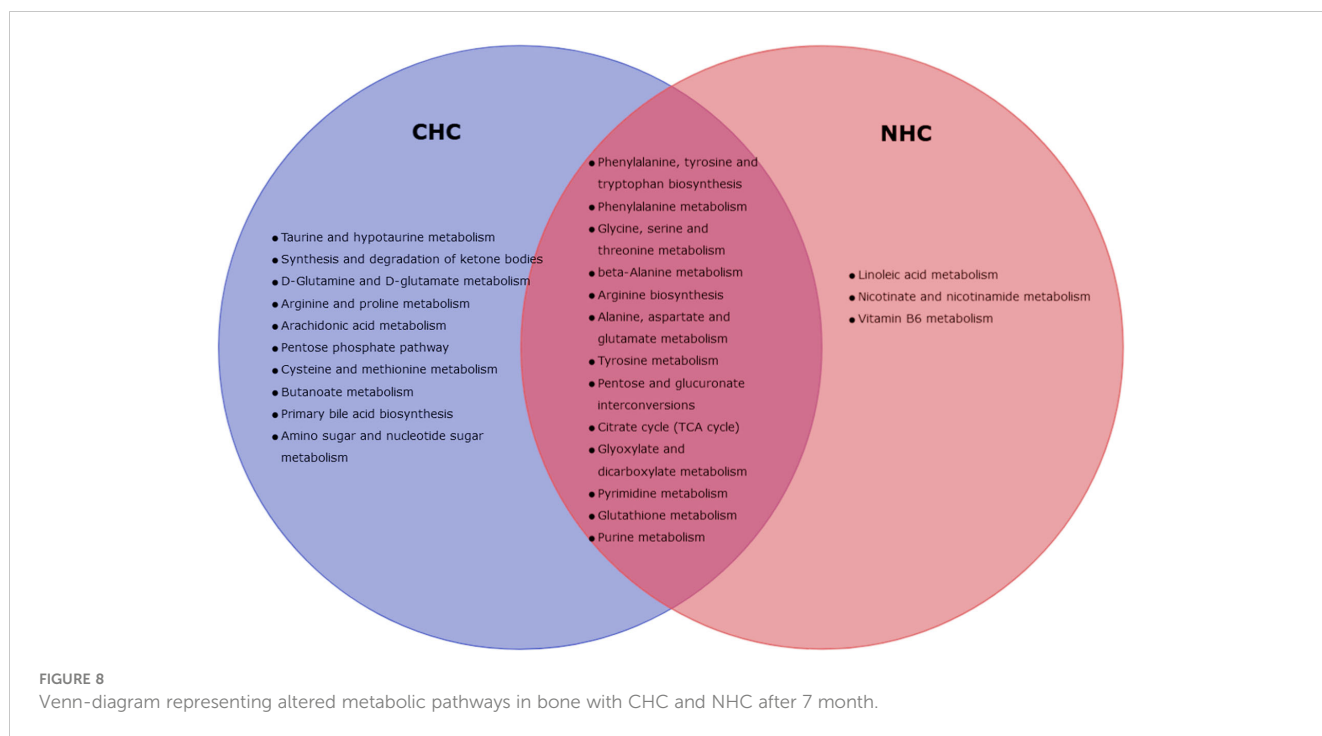 CHC
NHC
● Taurine and hypotaurine metabolism
● Synthesis and degradation of ketone bodies
● D-Glutamine and D-glutamate metabolism
● Arginine and proline metabolism
● Arachidonic acid metabolism
● Pentose phosphate pathway
● Cysteine and methionine metabolism
● Butanoate metabolism
● Primary bile acid biosynthesis
● Amino sugar and nucleotide sugar
metabolism
● Phenylalanine, tyrosine and
tryptophan biosynthesis
● Phenylalanine metabolism
● Glycine, serine and
threonine metabolism
● beta-Alanine metabolism
● Arginine biosynthesis
● Alanine, aspartate and
glutamate metabolism
● Tyrosine metabolism
● Pentose and glucuronate
interconversions
● Citrate cycle (TCA cycle)
● Glyoxylate and
dicarboxylate metabolism
● Pyrimidine metabolism
● Glutathione metabolism
● Purine metabolism
● Linoleic acid metabolism
● Nicotinate and nicotinamide metabolism
● Vitamin B6 metabolism
FIGURE 8
Venn-diagram representing altered metabolic pathways in bone with CHC and NHC after 7 month.